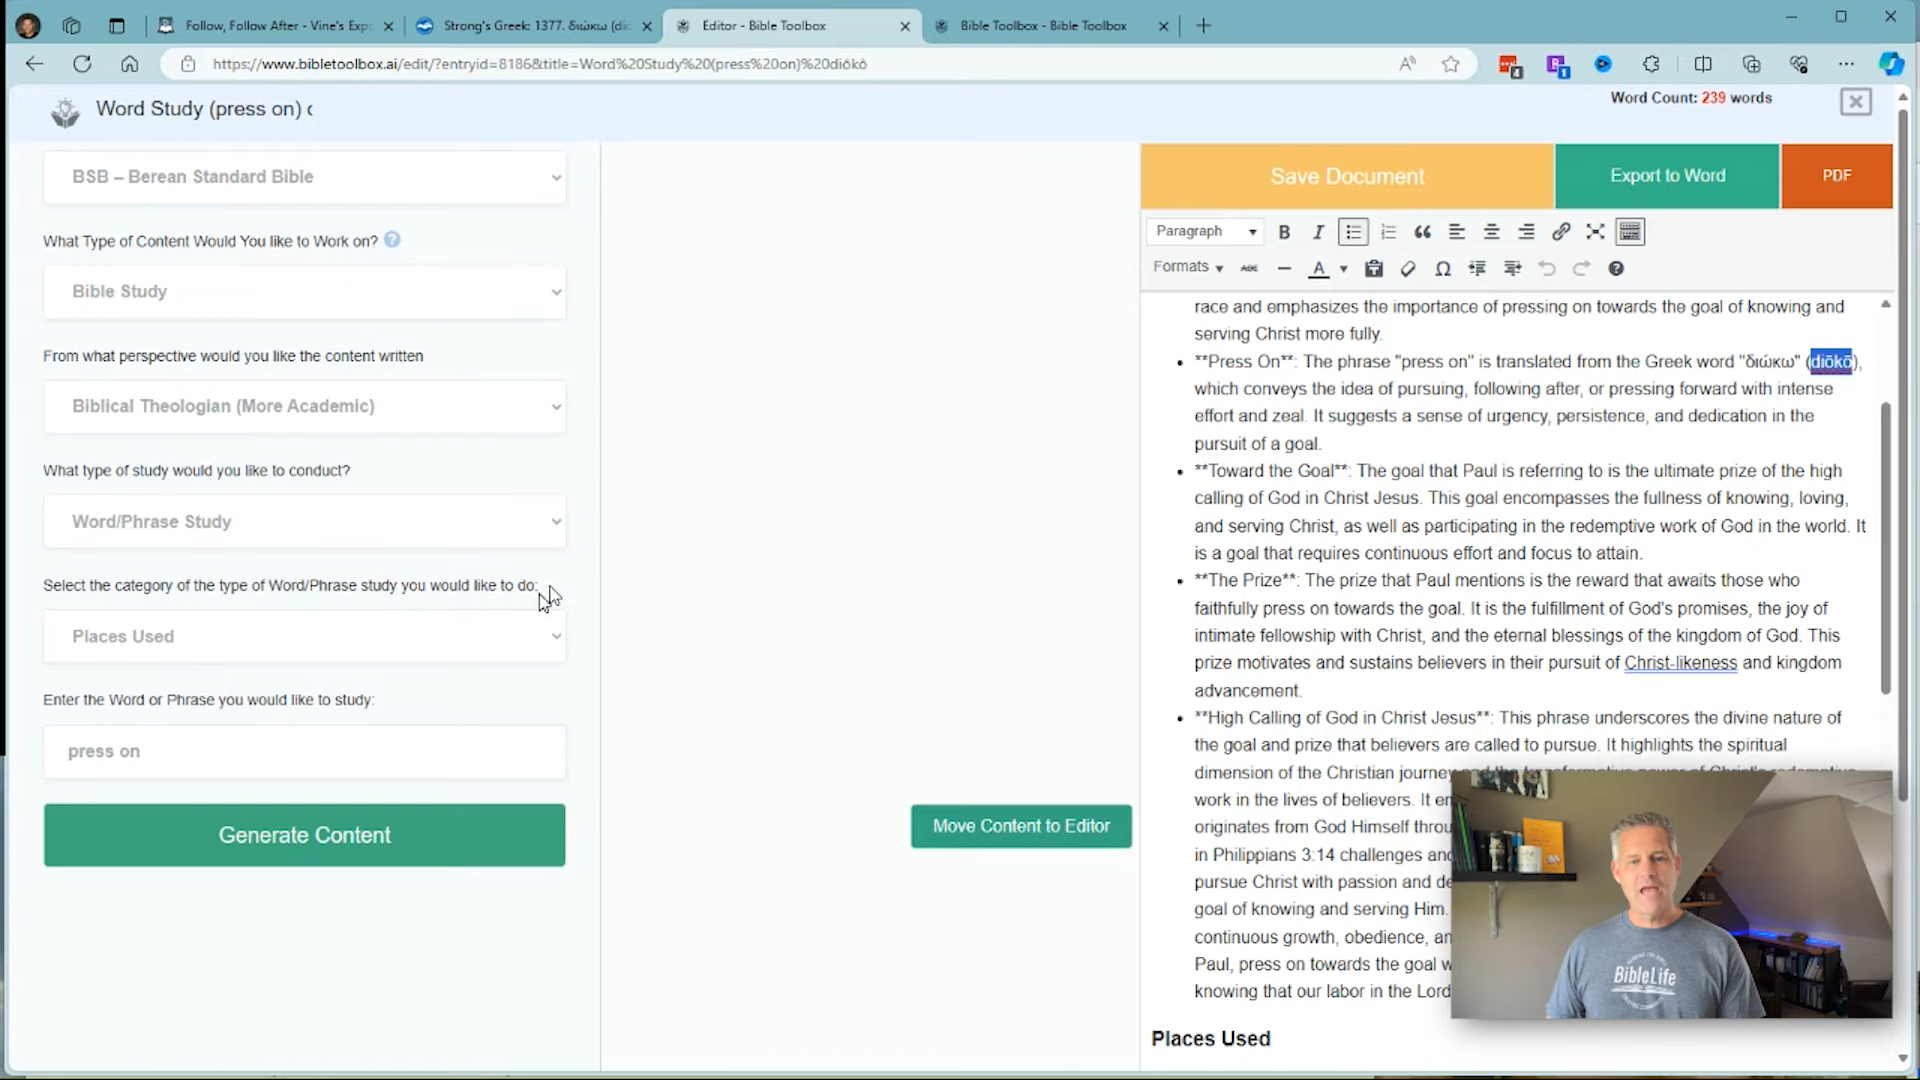 Follow, Follow After - Vine's Expo
Strong's Greek: 1377. διώκω (dió
Editor - Bible Toolbox
Bible Toolbox - Bible Toolbox
https://www.bibletoolbox.ai/edit/?entryid=8186&title=Word%20Study%20(press%20on)%20diōkō
Word Study (press on) d
Word Count: 239 words
BSB – Berean Standard Bible
What Type of Content Would You like to Work on?
Bible Study
From what perspective would you like the content written
Biblical Theologian (More Academic)
What type of study would you like to conduct?
Word/Phrase Study
Select the category of the type of Word/Phrase study you would like to do:
Places Used
Enter the Word or Phrase you would like to study:
press on
Generate Content
Move Content to Editor
Save Document
Export to Word
PDF
Paragraph
Formats
race and emphasizes the importance of pressing on towards the goal of knowing and
serving Christ more fully.
• **Press On**: The phrase "press on" is translated from the Greek word "διώκω" (diōkō),
which conveys the idea of pursuing, following after, or pressing forward with intense
effort and zeal. It suggests a sense of urgency, persistence, and dedication in the
pursuit of a goal.
• **Toward the Goal**: The goal that Paul is referring to is the ultimate prize of the high
calling of God in Christ Jesus. This goal encompasses the fullness of knowing, loving,
and serving Christ, as well as participating in the redemptive work of God in the world. It
is a goal that requires continuous effort and focus to attain.
• **The Prize**: The prize that Paul mentions is the reward that awaits those who
faithfully press on towards the goal. It is the fulfillment of God's promises, the joy of
intimate fellowship with Christ, and the eternal blessings of the kingdom of God. This
prize motivates and sustains believers in their pursuit of Christ-likeness and kingdom
advancement.
• **High Calling of God in Christ Jesus**: This phrase underscores the divine nature of
the goal and prize that believers are called to pursue. It highlights the spiritual
dimension of the Christian journey and the transformative power of Christ's redemptive
work in the lives of believers. It em
originates from God Himself throu
in Philippians 3:14 challenges and
pursue Christ with passion and de
goal of knowing and serving Him.
continuous growth, obedience, an
Paul, press on towards the goal w
knowing that our labor in the Lord
Places Used
BibleLife